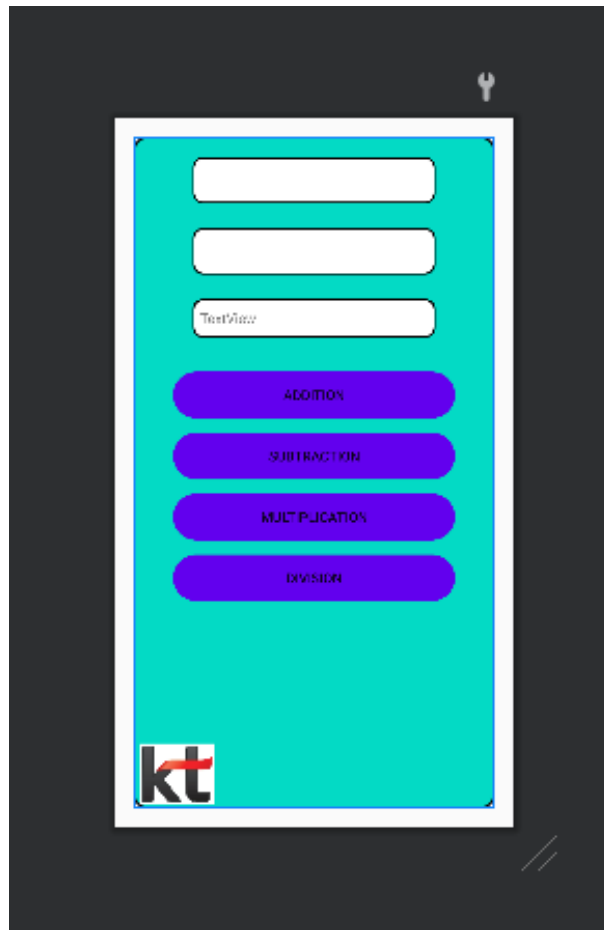 TextView
ADDITION
SUBTRACTION
MULTIPLICATION
DIVISION
kt